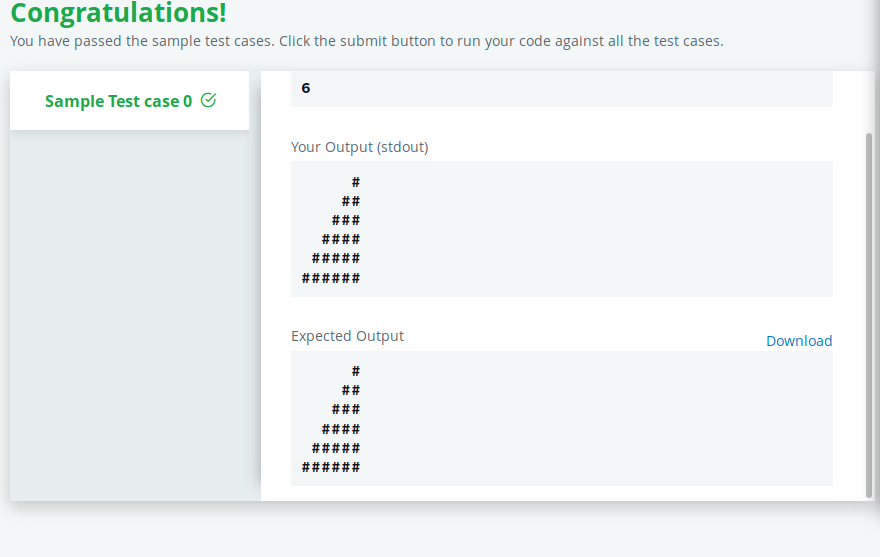 Congratulations!
You have passed the sample test cases. Click the submit button to run your code against all the test cases.
Sample Test case 0
6
Your Output (stdout)
     #
    ##
   ###
  ####
 #####
######
Expected Output
Download
     #
    ##
   ###
  ####
 #####
######